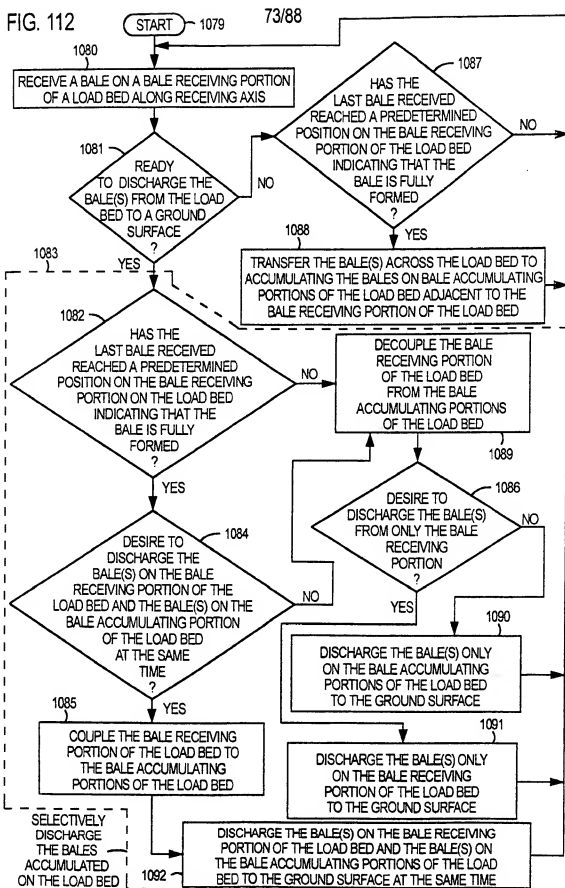 FIG. 112
START
1079
73/88
1080
RECEIVE A BALE ON A BALE RECEIVING PORTION
OF A LOAD BED ALONG RECEIVING AXIS
1081
READY
TO DISCHARGE THE
BALE(S) FROM THE LOAD
BED TO A GROUND
SURFACE
?
NO
YES
1087
HAS THE
LAST BALE RECEIVED
REACHED A PREDETERMINED
POSITION ON THE BALE RECEIVING
PORTION OF THE LOAD BED
INDICATING THAT THE
BALE IS FULLY
FORMED
?
NO
YES
1088
TRANSFER THE BALE(S) ACROSS THE LOAD BED TO
ACCUMULATING THE BALES ON BALE ACCUMULATING
PORTIONS OF THE LOAD BED ADJACENT TO THE
BALE RECEIVING PORTION OF THE LOAD BED
1083
1082
HAS THE
LAST BALE RECEIVED
REACHED A PREDETERMINED
POSITION ON THE BALE RECEIVING
PORTION ON THE LOAD BED
INDICATING THAT THE
BALE IS FULLY
FORMED
?
NO
YES
DECOUPLE THE BALE
RECEIVING PORTION
OF THE LOAD BED
FROM THE BALE
ACCUMULATING PORTIONS
OF THE LOAD BED
1089
1084
DESIRE TO
DISCHARGE THE
BALE(S) ON THE BALE
RECEIVING PORTION OF THE
LOAD BED AND THE BALE(S) ON THE
BALE ACCUMULATING PORTION
OF THE LOAD BED
AT THE SAME
TIME
?
NO
YES
1086
DESIRE TO
DISCHARGE THE BALE(S)
FROM ONLY THE BALE
RECEIVING
PORTION
?
NO
YES
1090
DISCHARGE THE BALE(S) ONLY
ON THE BALE ACCUMULATING
PORTIONS OF THE LOAD BED
TO THE GROUND SURFACE
1085
COUPLE THE BALE RECEIVING
PORTION OF THE LOAD BED TO
THE BALE ACCUMULATING
PORTIONS OF THE LOAD BED
1091
DISCHARGE THE BALE(S) ONLY
ON THE BALE RECEIVING
PORTION OF THE LOAD BED
TO THE GROUND SURFACE
SELECTIVELY
DISCHARGE
THE BALES
ACCUMULATED
ON THE LOAD BED
1092
DISCHARGE THE BALE(S) ON THE BALE RECEIVING
PORTION OF THE LOAD BED AND THE BALE(S) ON
THE BALE ACCUMULATING PORTIONS OF THE LOAD
BED TO THE GROUND SURFACE AT THE SAME TIME